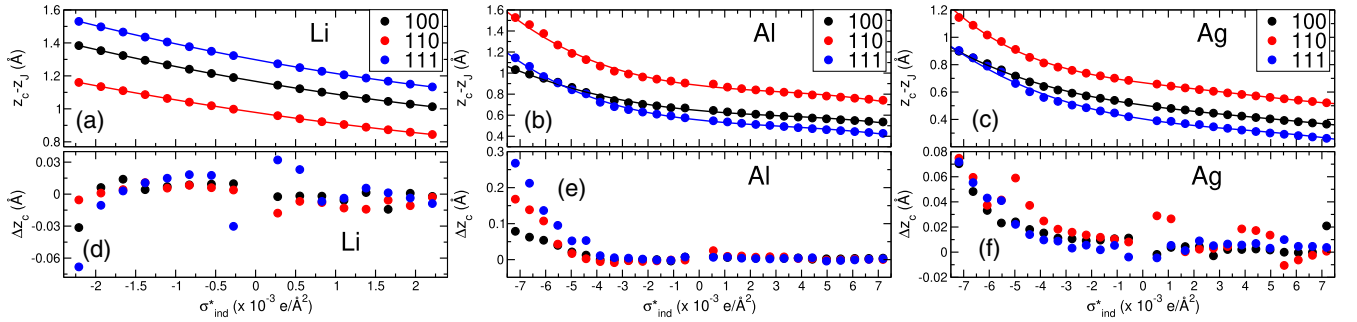 1.6
1.4
1.2
1
0.8
z_c-z_J (Å)
Li
100
110
111
(a)
1.6
1.4
1.2
1
0.8
0.6
0.4
z_c-z_J (Å)
Al
100
110
111
(b)
1.2
1
0.8
0.6
0.4
0.2
z_c-z_J (Å)
Ag
100
110
111
(c)
0.03
0
-0.03
-0.06
Δz_c (Å)
(d)
Li
-2 -1.5 -1 -0.5 0 0.5 1 1.5 2
σ*_ind (x 10^-3 e/Å^2)
0.3
0.2
0.1
0
Δz_c (Å)
(e)
Al
-7 -6 -5 -4 -3 -2 -1 0 1 2 3 4 5 6 7
σ*_ind (x 10^-3 e/Å^2)
0.08
0.06
0.04
0.02
0
0.02
Δz_c (Å)
(f)
Ag
-7 -6 -5 -4 -3 -2 -1 0 1 2 3 4 5 6 7
σ*_ind (x 10^-3 e/Å^2)